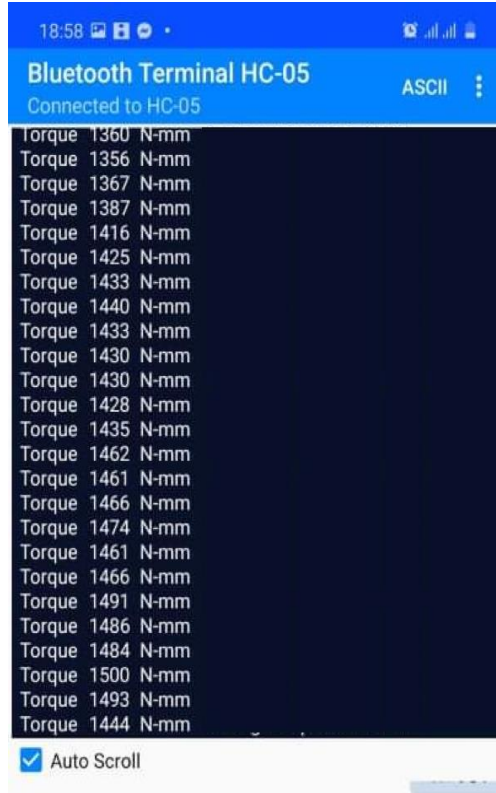 18:58
Bluetooth Terminal HC-05
ASCII
Connected to HC-05
Torque 1360 N-mm
Torque 1356 N-mm
Torque 1367 N-mm
Torque 1387 N-mm
Torque 1416 N-mm
Torque 1425 N-mm
Torque 1433 N-mm
Torque 1440 N-mm
Torque 1433 N-mm
Torque 1430 N-mm
Torque 1430 N-mm
Torque 1428 N-mm
Torque 1435 N-mm
Torque 1462 N-mm
Torque 1461 N-mm
Torque 1466 N-mm
Torque 1474 N-mm
Torque 1461 N-mm
Torque 1466 N-mm
Torque 1491 N-mm
Torque 1486 N-mm
Torque 1484 N-mm
Torque 1500 N-mm
Torque 1493 N-mm
Torque 1444 N-mm
Auto Scroll